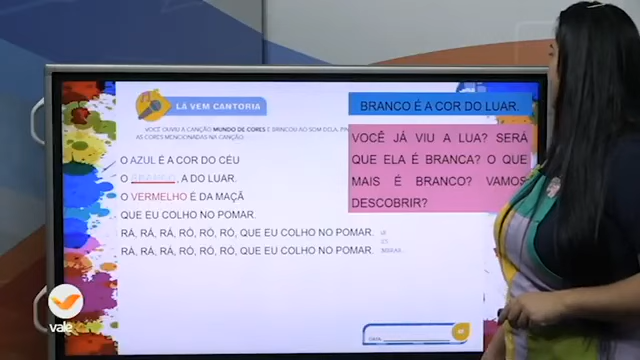 LÁ VEM CANTORIA
VOCÊ OUVIU A CANÇÃO MUNDO DE CORES E BRINCOU AO SOM DELA.
AS CORES MENCIONADAS NA CANÇÃO.
O AZUL É A COR DO CÉU
O BRANCO, A DO LUAR.
O VERMELHO É DA MAÇÃ
QUE EU COLHO NO POMAR.
RÁ, RÁ, RÁ, RÓ, RÓ, RÓ, QUE EU COLHO NO POMAR.
RÁ, RÁ, RÁ, RÓ, RÓ, RÓ, QUE EU COLHO NO POMAR.
BRANCO É A COR DO LUAR.
VOCÊ JÁ VIU A LUA? SERÁ
QUE ELA É BRANCA? O QUE
MAIS É BRANCO? VAMOS
DESCOBRIR?
vale